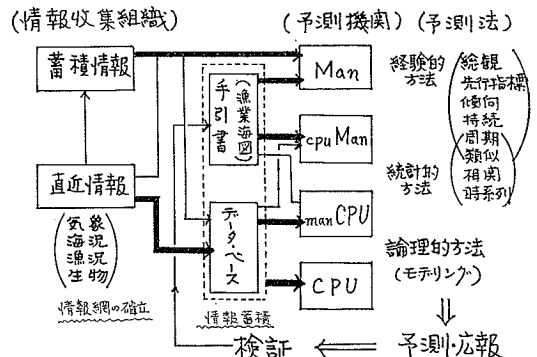 (情報収集組織)
(予測機関)
(予測法)
蓄積情報
直近情報
(気象
海況
漁況
生物)
情報網の確立
手引書
(漁業海図)
データ・ベース
情報蓄積
Man
cpu Man
man CPU
CPU
経験的
方法
統計的
方法
(総観
先行指標
傾向
持続
周期
類似
相関
時系列)
論理的方法
(モデリング)
予測・広報
検証